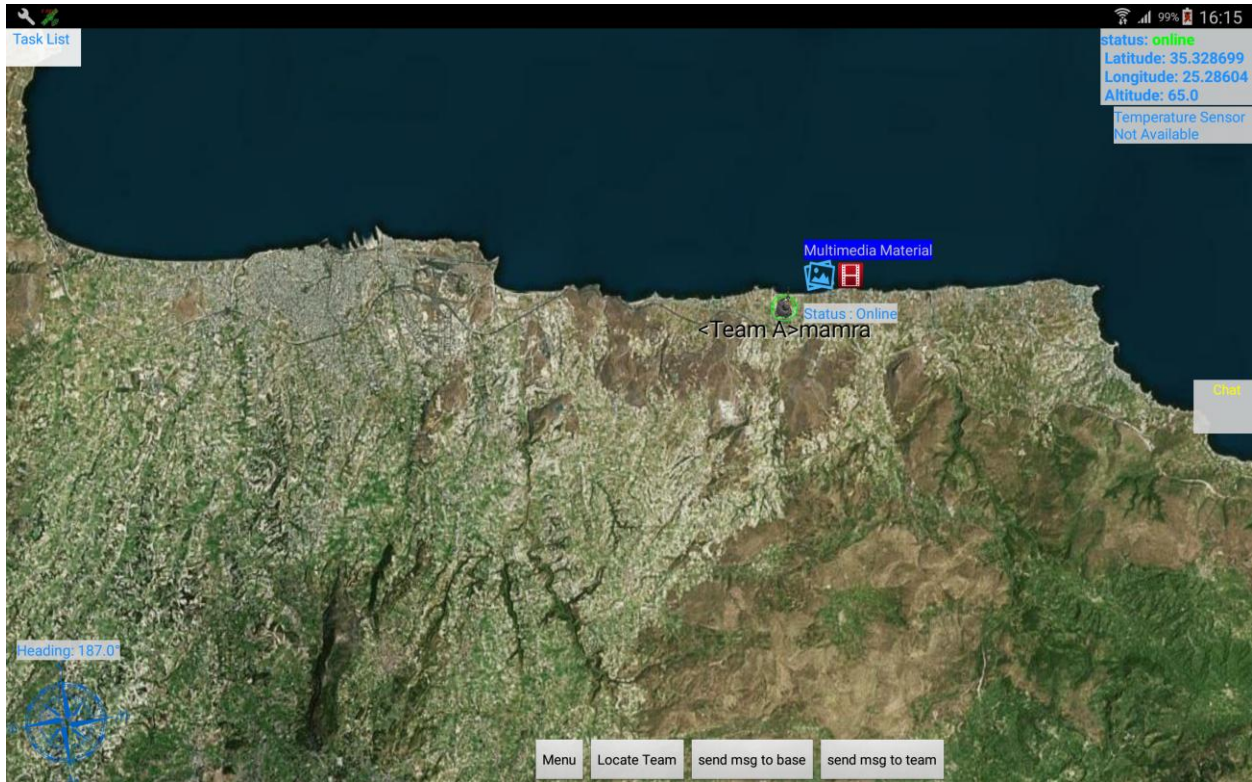 99% 16:15
Task List
status: online
Latitude: 35.328699
Longitude: 25.28604
Altitude: 65.0
Temperature Sensor
Not Available
Multimedia Material
Status : Online
<Team A>mamra
Chat
Heading: 187.0°
Menu
Locate Team
send msg to base
send msg to team